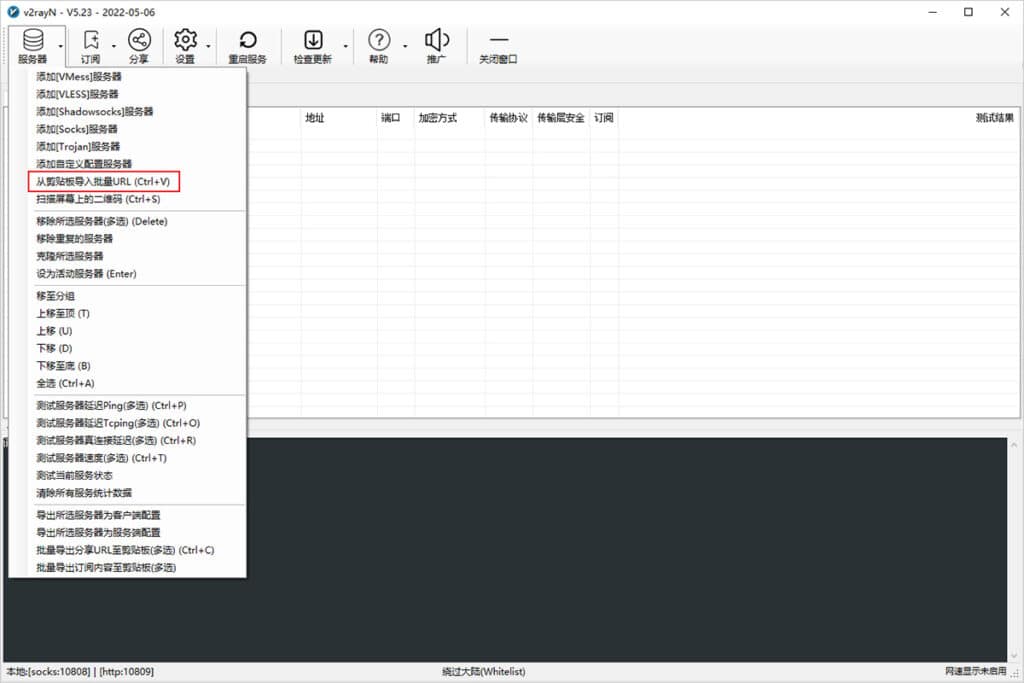 v2rayN - V5.23 - 2022-05-06
服务器 订阅 分享 设置 重启服务 检查更新 帮助 推广 关闭窗口
添加[VMess]服务器
添加[VLESS]服务器
添加[Shadowsocks]服务器
添加[Socks]服务器
添加[Trojan]服务器
添加自定义配置服务器
从剪贴板导入批量URL (Ctrl+V)
扫描屏幕上的二维码 (Ctrl+S)
移除所选服务器(多选) (Delete)
移除重复的服务器
克隆所选服务器
设为活动服务器 (Enter)
移至分组
上移至顶 (T)
上移 (U)
下移 (D)
下移至底 (B)
全选 (Ctrl+A)
测试服务器延迟Ping(多选) (Ctrl+P)
测试服务器延迟Tcping(多选) (Ctrl+O)
测试服务器真连接延迟(多选) (Ctrl+R)
测试服务器速度(多选) (Ctrl+T)
测试当前服务状态
清除所有服务统计数据
导出所选服务器为客户端配置
导出所选服务器为服务端配置
批量导出分享URL至剪贴板(多选) (Ctrl+C)
批量导出订阅内容至剪贴板(多选)
地址 端口 加密方式 传输协议 传输层安全 订阅 测试结果
本地:[socks:10808] | [http:10809] 绕过大陆(Whitelist) 网速显示未启用